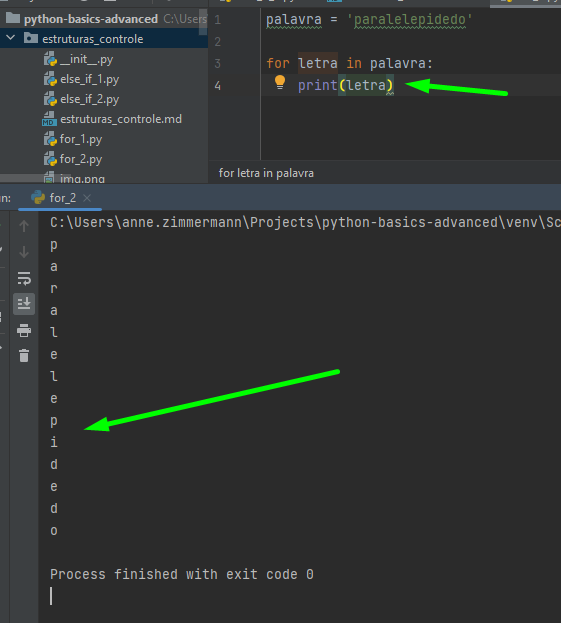 python-basics-advanced C:\Users
estruturas_controle
__init__.py
else_if_1.py
else_if_2.py
estruturas_controle.md
for_1.py
for_2.py
img.png
1 palavra = 'paralelepidedo'
2
3 for letra in palavra:
4 print(letra)
for letra in palavra
un: for_2
C:\Users\anne.zimmermann\Projects\python-basics-advanced\venv\Sc
p
a
r
a
l
e
l
e
p
i
d
e
d
o
Process finished with exit code 0